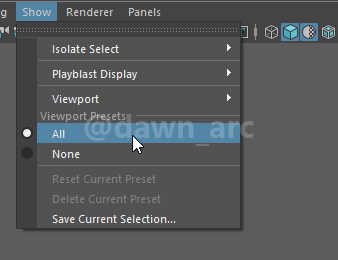 Show Renderer Panels
Isolate Select
Playblast Display
Viewport
Viewport Presets
All
@dawn_arc
None
Reset Current Preset
Delete Current Preset
Save Current Selection...